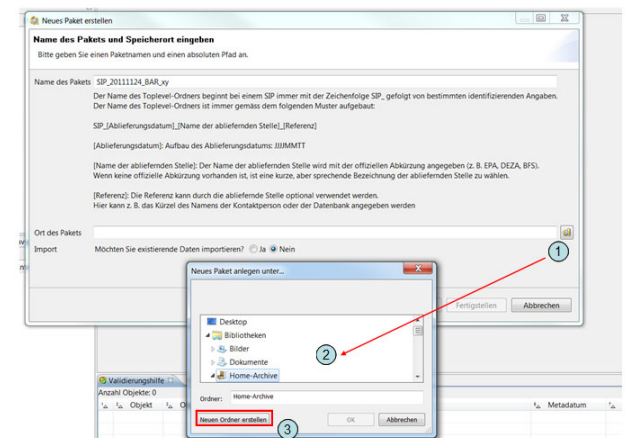 Neues Paket erstellen
Name des Pakets und Speicherort eingeben
Bitte geben Sie einen Paketnamen und einen absoluten Pfad an.
Name des Pakets SIP_20111124_BAR_xy
Der Name des Toplevel-Ordners beginnt bei einem SIP immer mit der Zeichenfolge SIP_ gefolgt von bestimmten identifizierenden Angaben.
Der Name des Toplevel-Ordners ist immer gemäss dem folgenden Muster aufgebaut:
SIP_[Ablieferungsdatum]_[Name der abliefernden Stelle]_[Referenz]
[Ablieferungsdatum]: Aufbau des Ablieferungsdatums: JJJJMMTT
[Name der abliefernden Stelle]: Der Name der abliefernden Stelle wird mit der offiziellen Abkürzung angegeben (z. B. EPA, DEZA, BFS).
Wenn keine offizielle Abkürzung vorhanden ist, ist eine kurze, aber sprechende Bezeichnung der abliefernden Stelle zu wählen.
[Referenz]: Die Referenz kann durch die abliefernde Stelle optional verwendet werden.
Hier kann z. B. das Kürzel des Namens der Kontaktperson oder der Datenbank angegeben werden
Ort des Pakets
Import Möchten Sie existierende Daten importieren? Ja Nein
1
Neues Paket anlegen unter...
Fertigstellen Abbrechen
Desktop
Bibliotheken
Bilder
2
Dokumente
Home-Archive
Ordner: Home-Archive
Neuen Ordner erstellen OK Abbrechen
3
Validierungshilfe
Anzahl Objekte: 0
Objekt
Metadatum